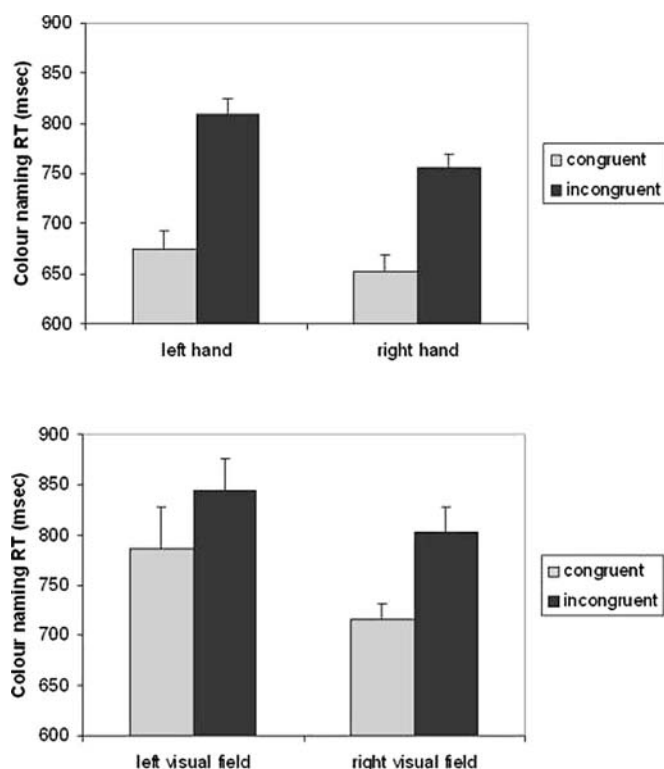 900
850
800
750
700
650
600
Colour naming RT (msec)
left hand
right hand
congruent
incongruent
900
850
800
750
700
650
600
Colour naming RT (msec)
left visual field
right visual field
congruent
incongruent